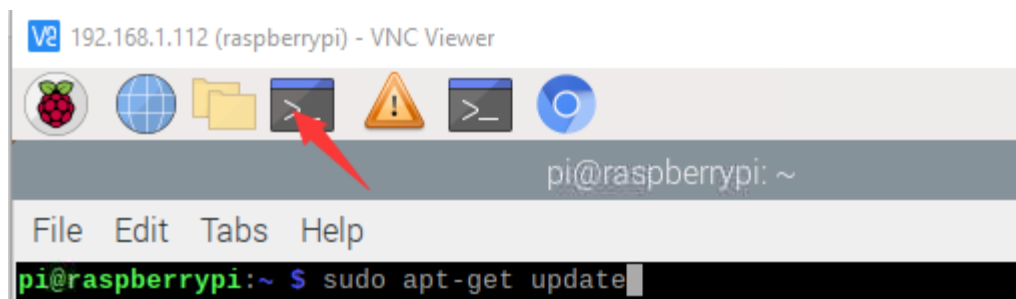 192.168.1.112 (raspberrypi) - VNC Viewer
pi@raspberrypi: ~
File Edit Tabs Help
pi@raspberrypi:~ $ sudo apt-get update